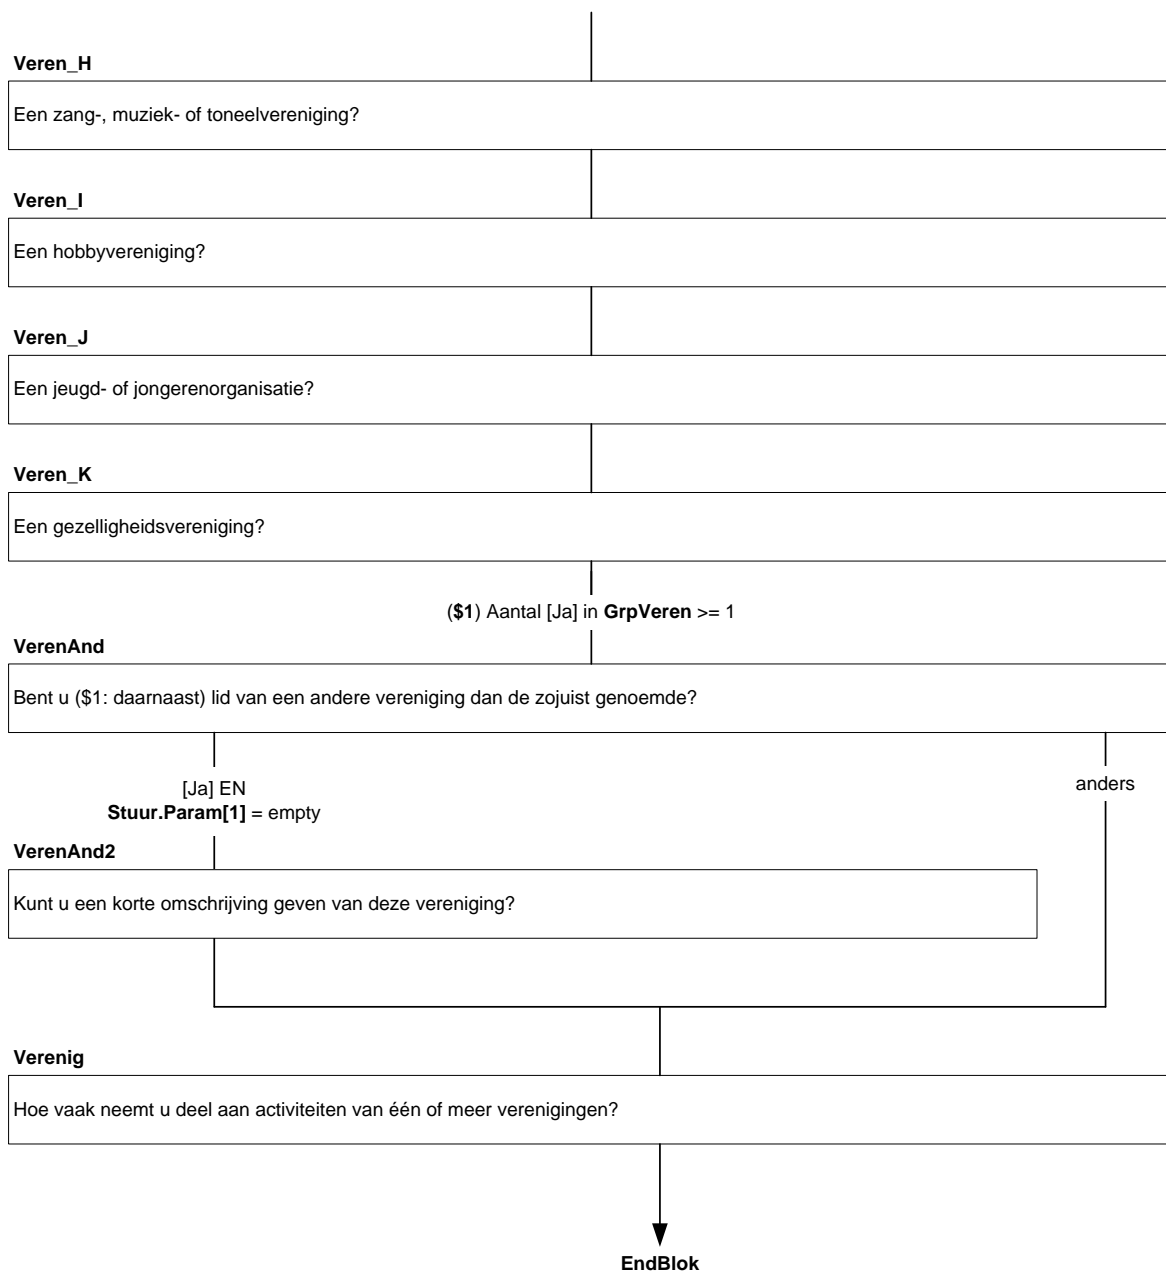 Veren_H
Een zang-, muziek- of toneelvereniging?
Veren_I
Een hobbyvereniging?
Veren_J
Een jeugd- of jongerenorganisatie?
Veren_K
Een gezelligheidsvereniging?
($1) Aantal [Ja] in GrpVeren >= 1
VerenAnd
Bent u ($1: daarnaast) lid van een andere vereniging dan de zojuist genoemde?
[Ja] EN
Stuur.Param[1] = empty
anders
VerenAnd2
Kunt u een korte omschrijving geven van deze vereniging?
Verenig
Hoe vaak neemt u deel aan activiteiten van één of meer verenigingen?
EndBlok